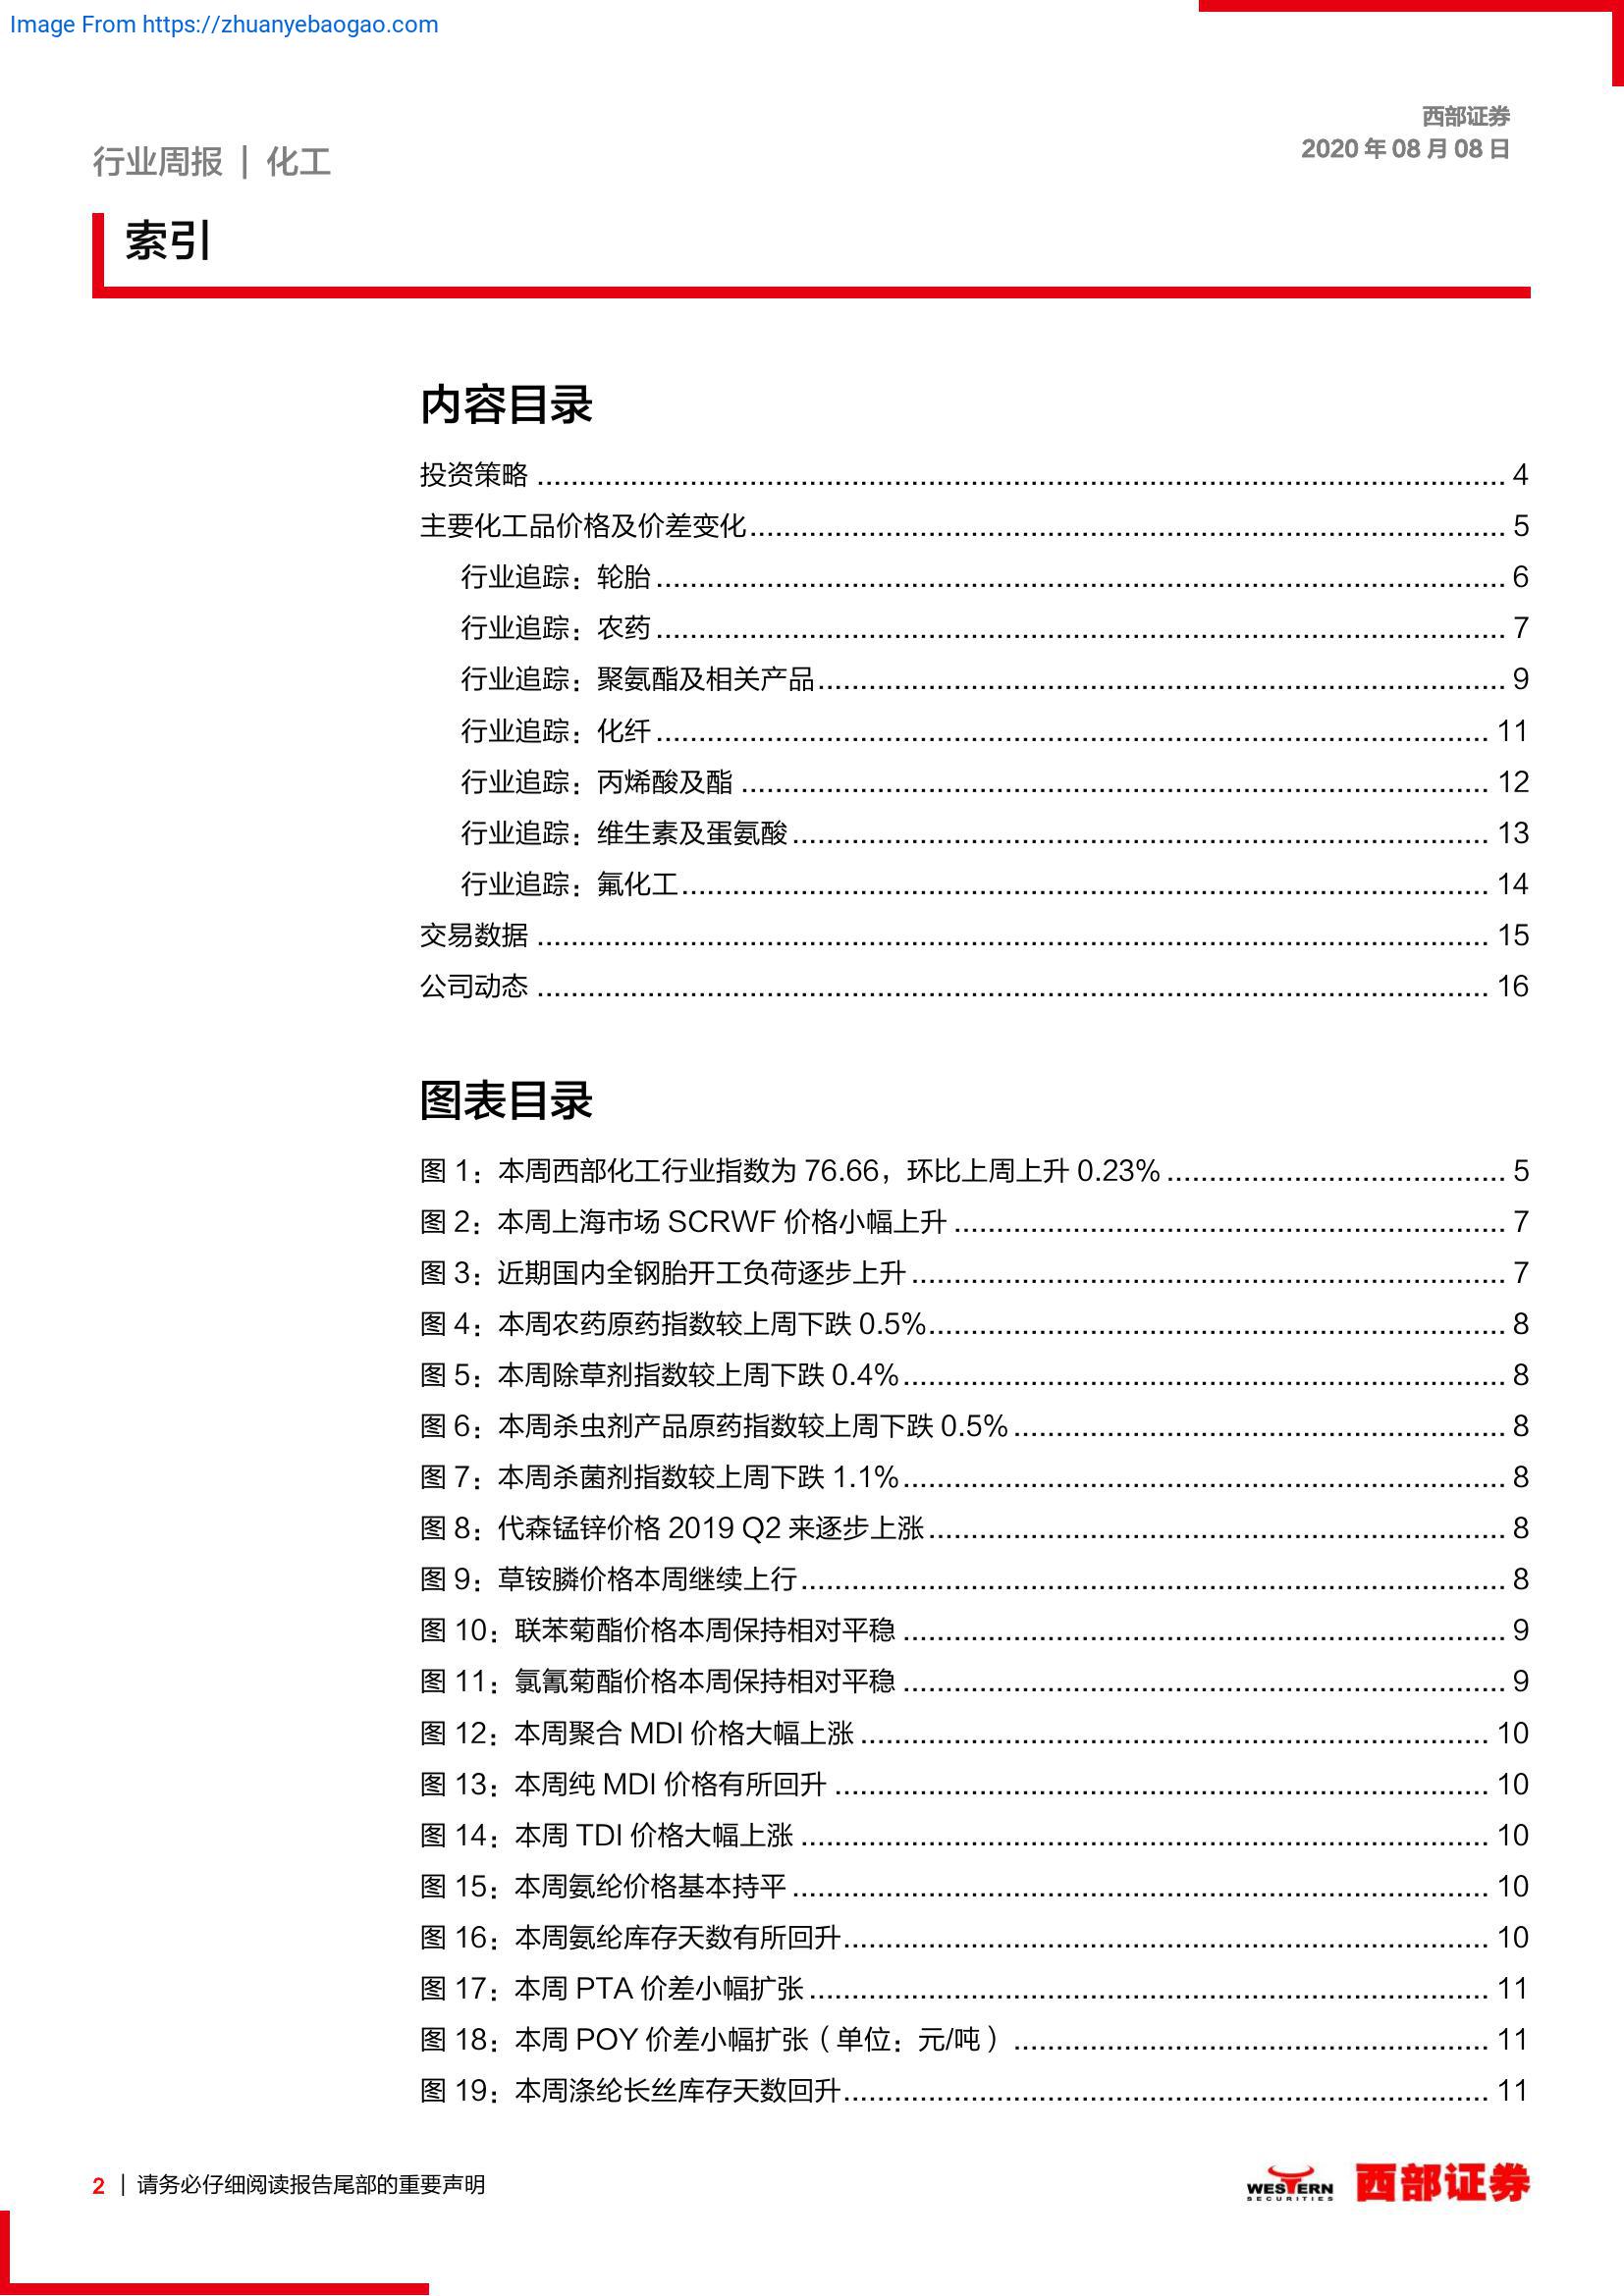 Image From https://zhuanyebaogao.com
西部证券
2020 年 08 月 08 日
行业周报 | 化工
索引
内容目录
投资策略 ........................................ 4
主要化工品价格及价差变化 ........................................ 5
行业追踪：轮胎 ........................................ 6
行业追踪：农药 ........................................ 7
行业追踪：聚氨酯及相关产品 ........................................ 9
行业追踪：化纤 ........................................ 11
行业追踪：丙烯酸及酯 ........................................ 12
行业追踪：维生素及蛋氨酸 ........................................ 13
行业追踪：氟化工 ........................................ 14
交易数据 ........................................ 15
公司动态 ........................................ 16
图表目录
图 1：本周西部化工行业指数为 76.66，环比上周上升 0.23% ........................................ 5
图 2：本周上海市场 SCRWF 价格小幅上升 ........................................ 7
图 3：近期国内全钢胎开工负荷逐步上升 ........................................ 7
图 4：本周农药原药指数较上周下跌 0.5% ........................................ 8
图 5：本周除草剂指数较上周下跌 0.4% ........................................ 8
图 6：本周杀虫剂产品原药指数较上周下跌 0.5% ........................................ 8
图 7：本周杀菌剂指数较上周下跌 1.1% ........................................ 8
图 8：代森锰锌价格 2019 Q2 来逐步上涨 ........................................ 8
图 9：草铵膦价格本周继续上行 ........................................ 8
图 10：联苯菊酯价格本周保持相对平稳 ........................................ 9
图 11：氯氰菊酯价格本周保持相对平稳 ........................................ 9
图 12：本周聚合 MDI 价格大幅上涨 ........................................ 10
图 13：本周纯 MDI 价格有所回升 ........................................ 10
图 14：本周 TDI 价格大幅上涨 ........................................ 10
图 15：本周氨纶价格基本持平 ........................................ 10
图 16：本周氨纶库存天数有所回升 ........................................ 10
图 17：本周 PTA 价差小幅扩张 ........................................ 11
图 18：本周 POY 价差小幅扩张（单位：元/吨） ........................................ 11
图 19：本周涤纶长丝库存天数回升 ........................................ 11
2 | 请务必仔细阅读报告尾部的重要声明
WESTERN
SECURITIES
西部证券